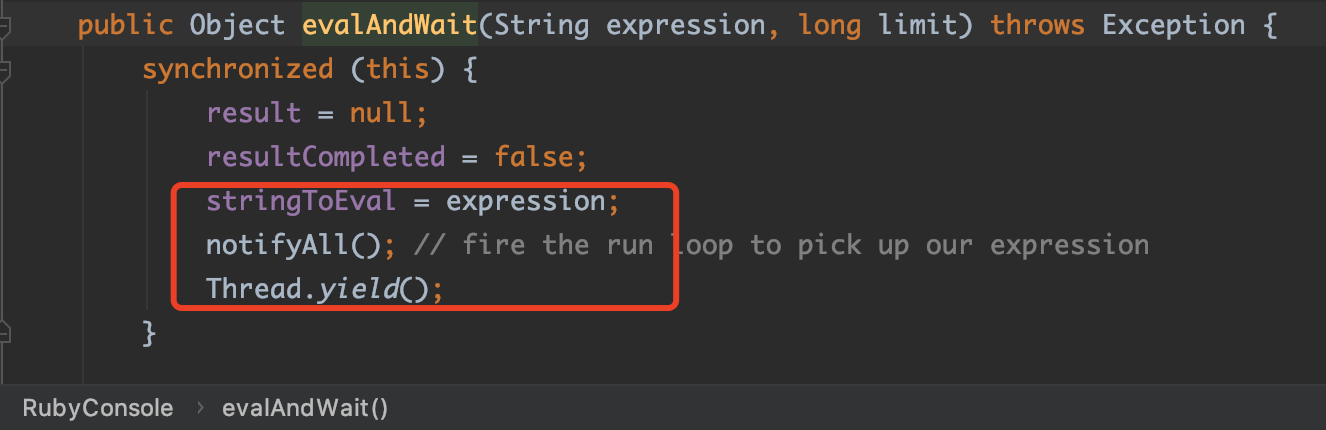 public Object evalAndWait(String expression, long limit) throws Exception {
synchronized (this) {
result = null;
resultCompleted = false;
stringToEval = expression;
notifyAll(); // fire the run loop to pick up our expression
Thread.yield();
}
RubyConsole › evalAndWait()